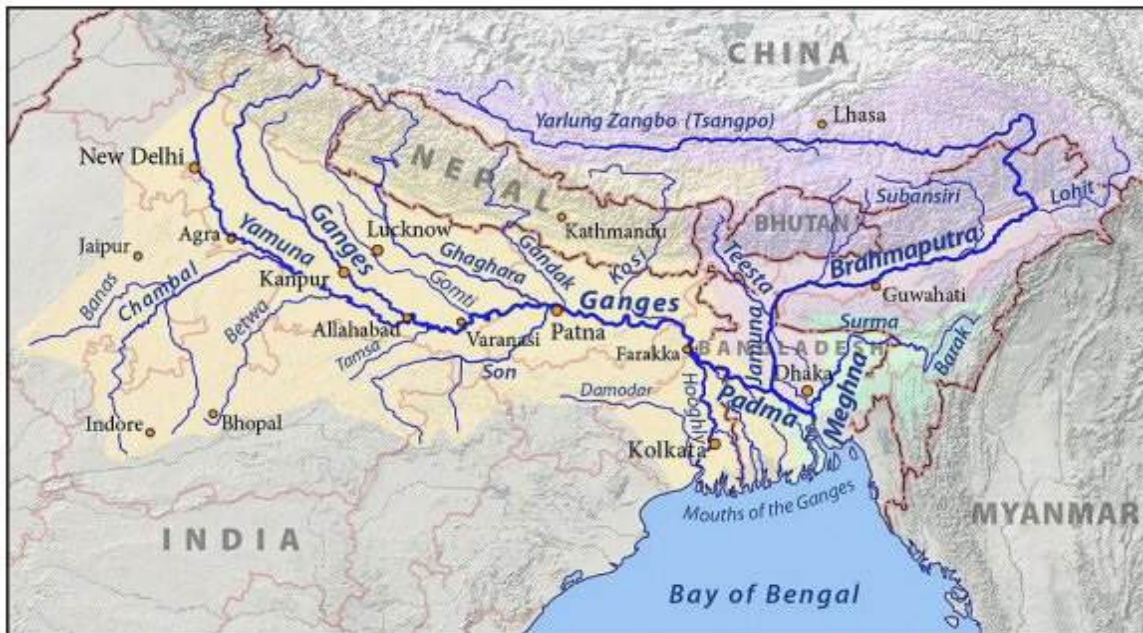 CHINA
Yarlung Zangbo (Tsangpo)
Lhasa
New Delhi
NEPAL
Subansiri
Lohit
BHUTAN
Kathmandu
Lucknow
Agra
Jaipur
Yamuna
Ganges
Ghaghara
Gandak
Kosi
Teesta
Brahmaputra
Kanpur
Gomti
Ganges
Guwahati
Banas
Chambal
Betwa
Allahabad
Varanasi
Patna
Jamuna
Surma
Barak
Tamsa
Son
Farakka
BANGLADESH
Dhaka
Damodar
Hooghly
Padma
Meghna
Indore
Bhopal
Kolkata
Mouths of the Ganges
INDIA
MYANMAR
Bay of Bengal